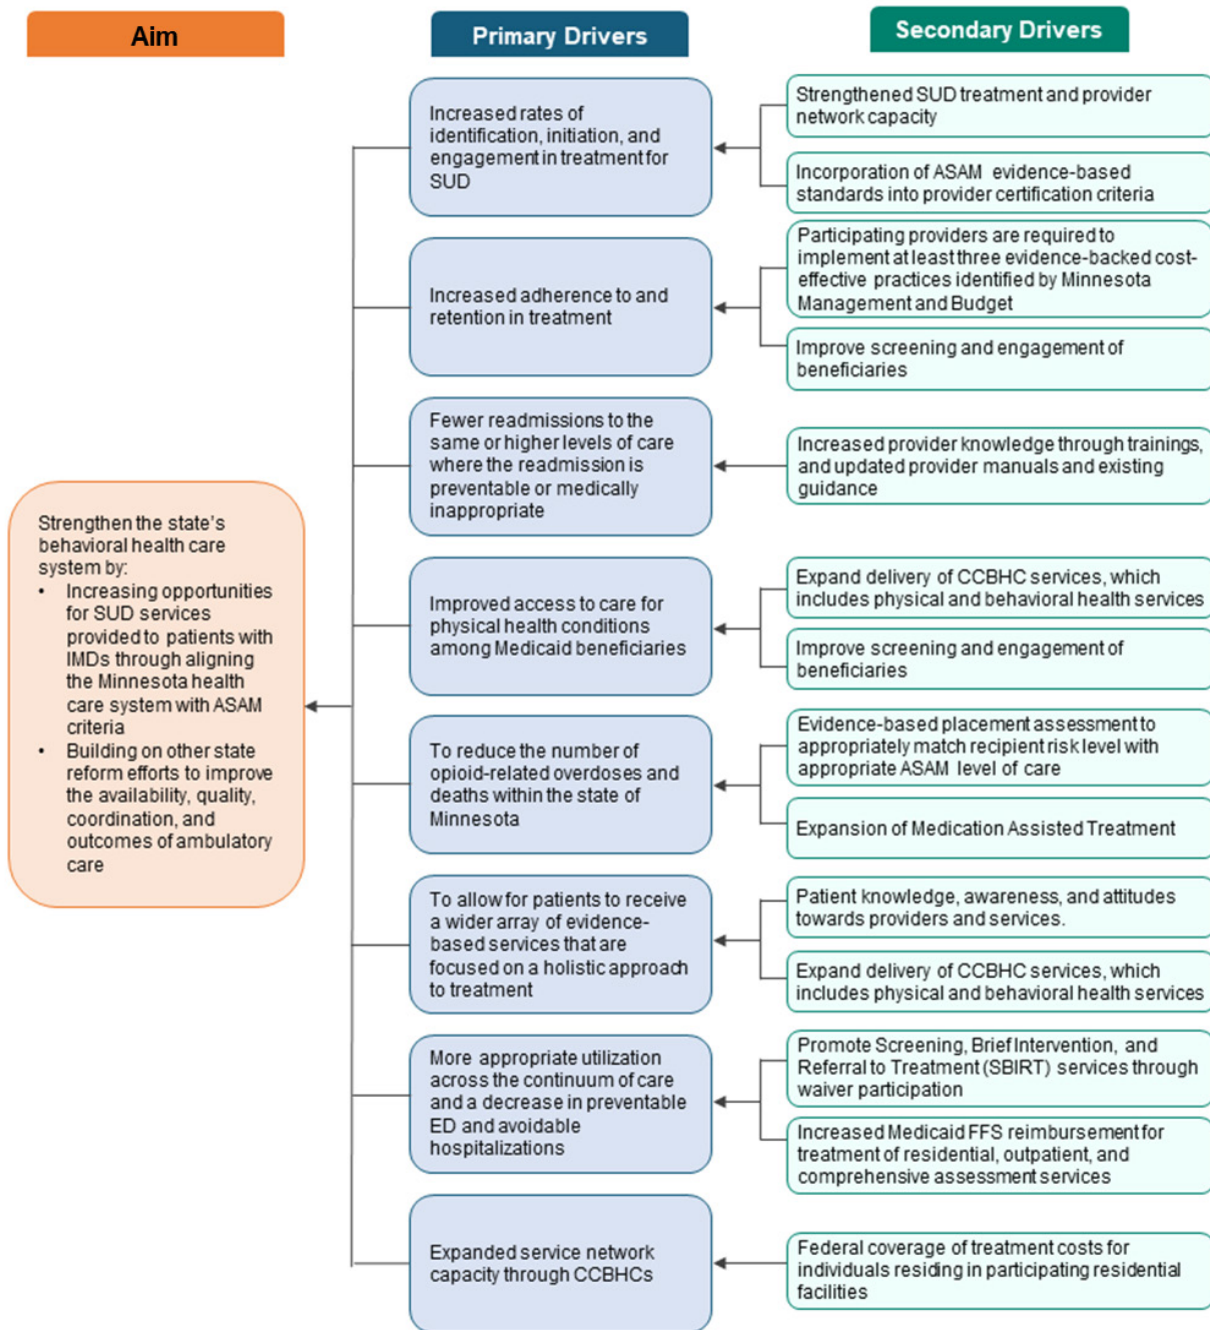 Aim
Primary Drivers
Secondary Drivers
Strengthen the state's
behavioral health care
system by:
• Increasing opportunities
for SUD services
provided to patients with
IMDs through aligning
the Minnesota health
care system with ASAM
criteria
• Building on other state
reform efforts to improve
the availability, quality,
coordination, and
outcomes of ambulatory
care
Increased rates of
identification, initiation, and
engagement in treatment for
SUD
Strengthened SUD treatment and provider
network capacity
Incorporation of ASAM evidence-based
standards into provider certification criteria
Increased adherence to and
retention in treatment
Participating providers are required to
implement at least three evidence-backed cost-
effective practices identified by Minnesota
Management and Budget
Improve screening and engagement of
beneficiaries
Fewer readmissions to the
same or higher levels of care
where the readmission is
preventable or medically
inappropriate
Increased provider knowledge through trainings,
and updated provider manuals and existing
guidance
Improved access to care for
physical health conditions
among Medicaid beneficiaries
Expand delivery of CCBHC services, which
includes physical and behavioral health services
Improve screening and engagement of
beneficiaries
To reduce the number of
opioid-related overdoses and
deaths within the state of
Minnesota
Evidence-based placement assessment to
appropriately match recipient risk level with
appropriate ASAM level of care
Expansion of Medication Assisted Treatment
To allow for patients to receive
a wider array of evidence-
based services that are
focused on a holistic approach
to treatment
Patient knowledge, awareness, and attitudes
towards providers and services.
Expand delivery of CCBHC services, which
includes physical and behavioral health services
More appropriate utilization
across the continuum of care
and a decrease in preventable
ED and avoidable
hospitalizations
Promote Screening, Brief Intervention, and
Referral to Treatment (SBIRT) services through
waiver participation
Increased Medicaid FFS reimbursement for
treatment of residential, outpatient, and
comprehensive assessment services
Expanded service network
capacity through CCBHCs
Federal coverage of treatment costs for
individuals residing in participating residential
facilities